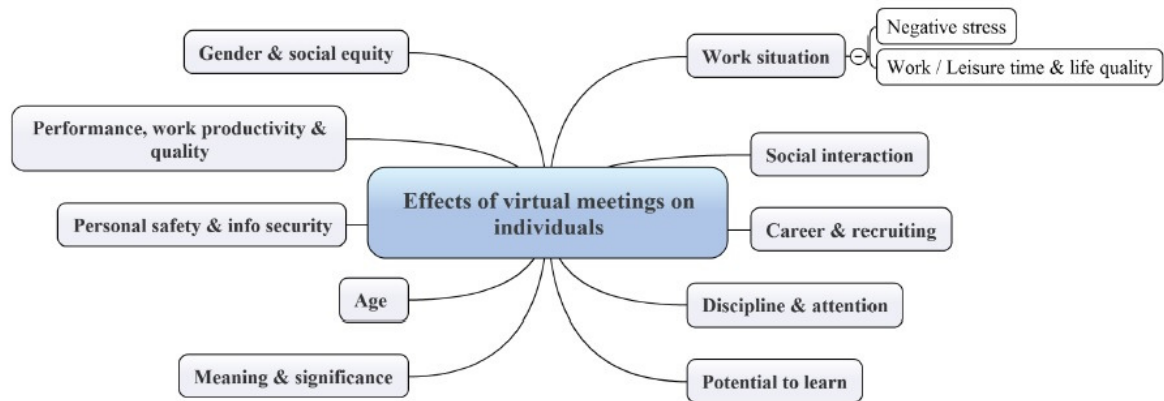 Gender & social equity
Performance, work productivity &
quality
Personal safety & info security
Age
Meaning & significance
Effects of virtual meetings on
individuals
Work situation
Negative stress
Work / Leisure time & life quality
Social interaction
Career & recruiting
Discipline & attention
Potential to learn